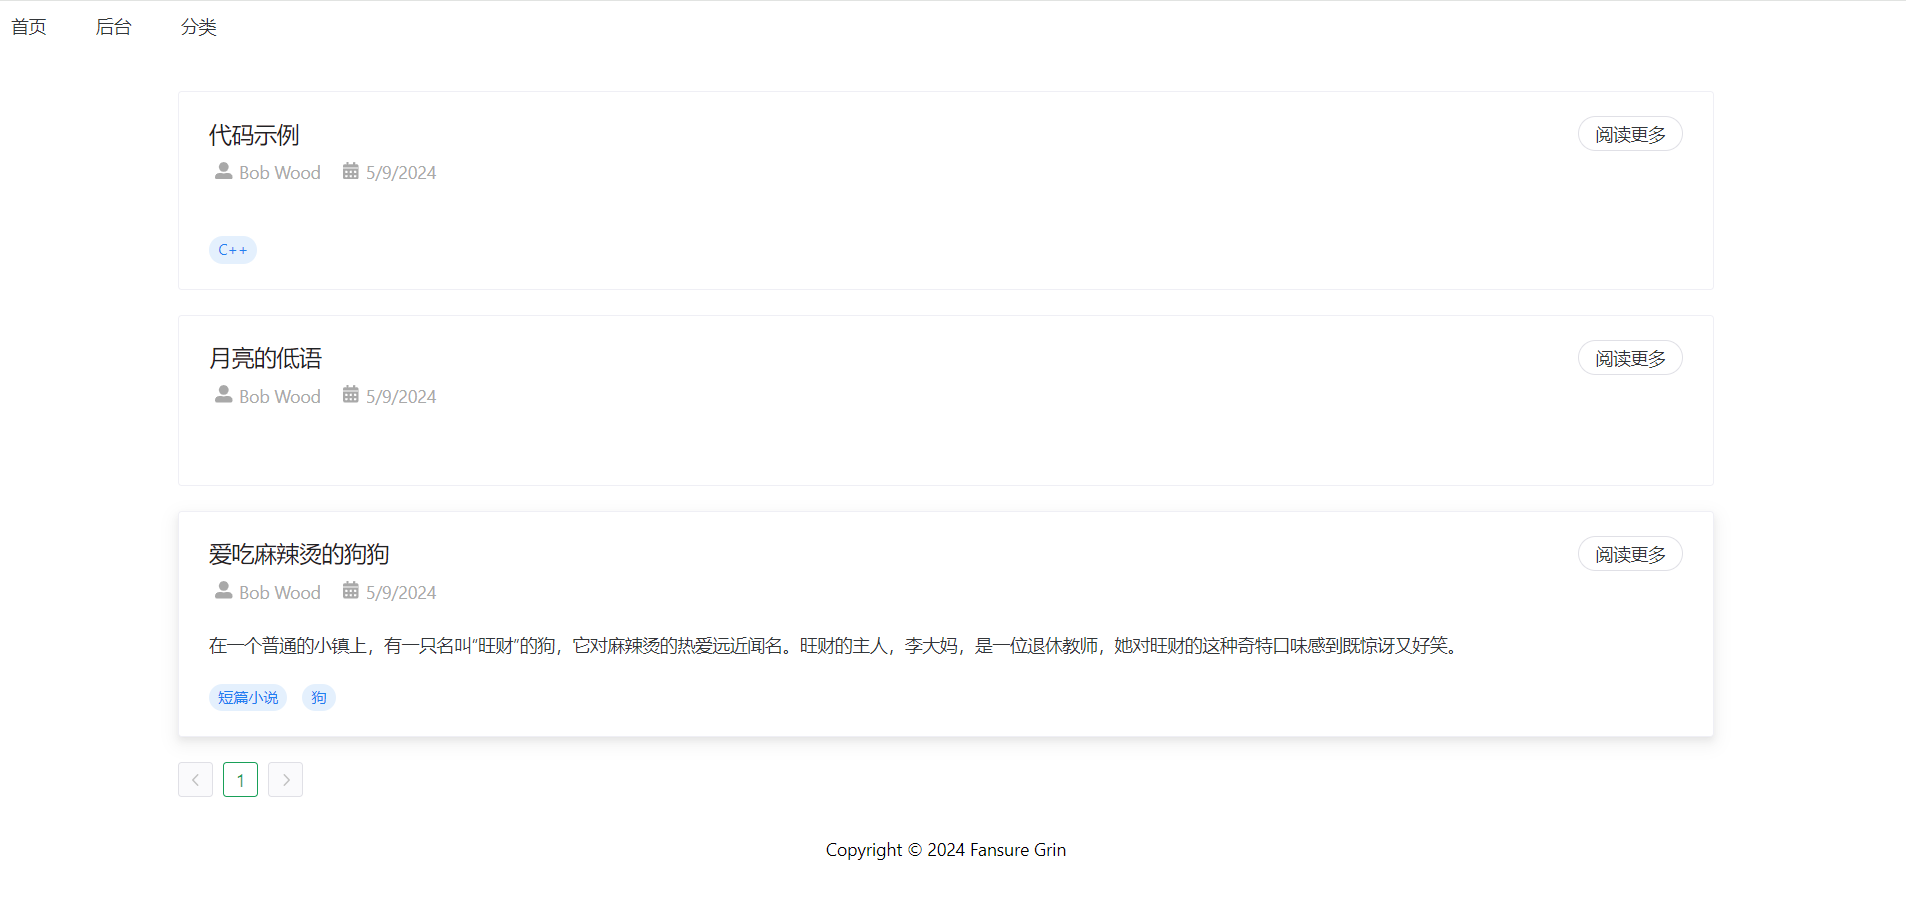 首页 后台 分类
代码示例 阅读更多
Bob Wood 5/9/2024
C++
月亮的低语 阅读更多
Bob Wood 5/9/2024
爱吃麻辣烫的狗狗 阅读更多
Bob Wood 5/9/2024
在一个普通的小镇上，有一只名叫“旺财”的狗，它对麻辣烫的热爱远近闻名。旺财的主人，李大妈，是一位退休教师，她对旺财的这种奇特口味感到既惊讶又好笑。
短篇小说 狗
1
Copyright © 2024 Fansure Grin